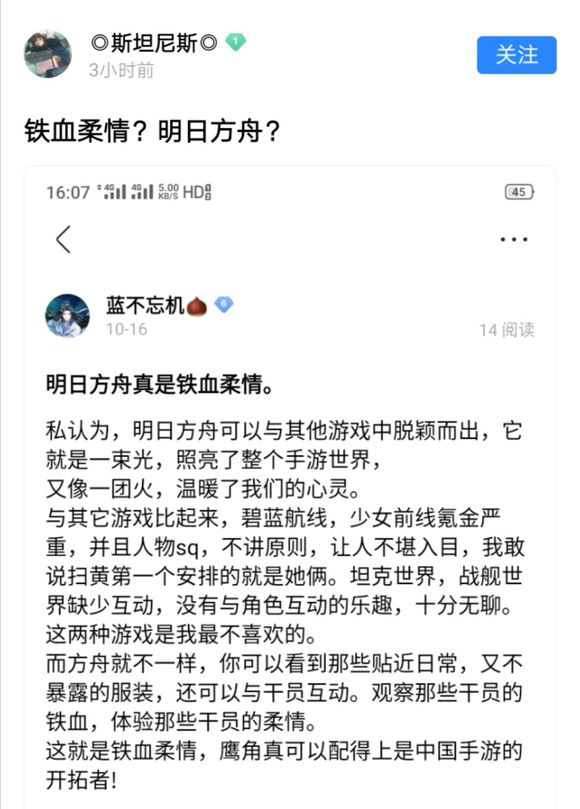 ◎斯坦尼斯◎ 1
3小时前
关注
铁血柔情？明日方舟？
16:07 4G 4G 5.00 KB/S HD 45
蓝不忘机🌰 6
10-16
14 阅读
明日方舟真是铁血柔情。
私认为，明日方舟可以与其他游戏中脱颖而出，它
就是一束光，照亮了整个手游世界，
又像一团火，温暖了我们的心灵。
与其它游戏比起来，碧蓝航线，少女前线氪金严
重，并且人物sq，不讲原则，让人不堪入目，我敢
说扫黄第一个安排的就是她俩。坦克世界，战舰世
界缺少互动，没有与角色互动的乐趣，十分无聊。
这两种游戏是我最不喜欢的。
而方舟就不一样，你可以看到那些贴近日常，又不
暴露的服装，还可以与干员互动。观察那些干员的
铁血，体验那些干员的柔情。
这就是铁血柔情，鹰角真可以配得上是中国手游的
开拓者!